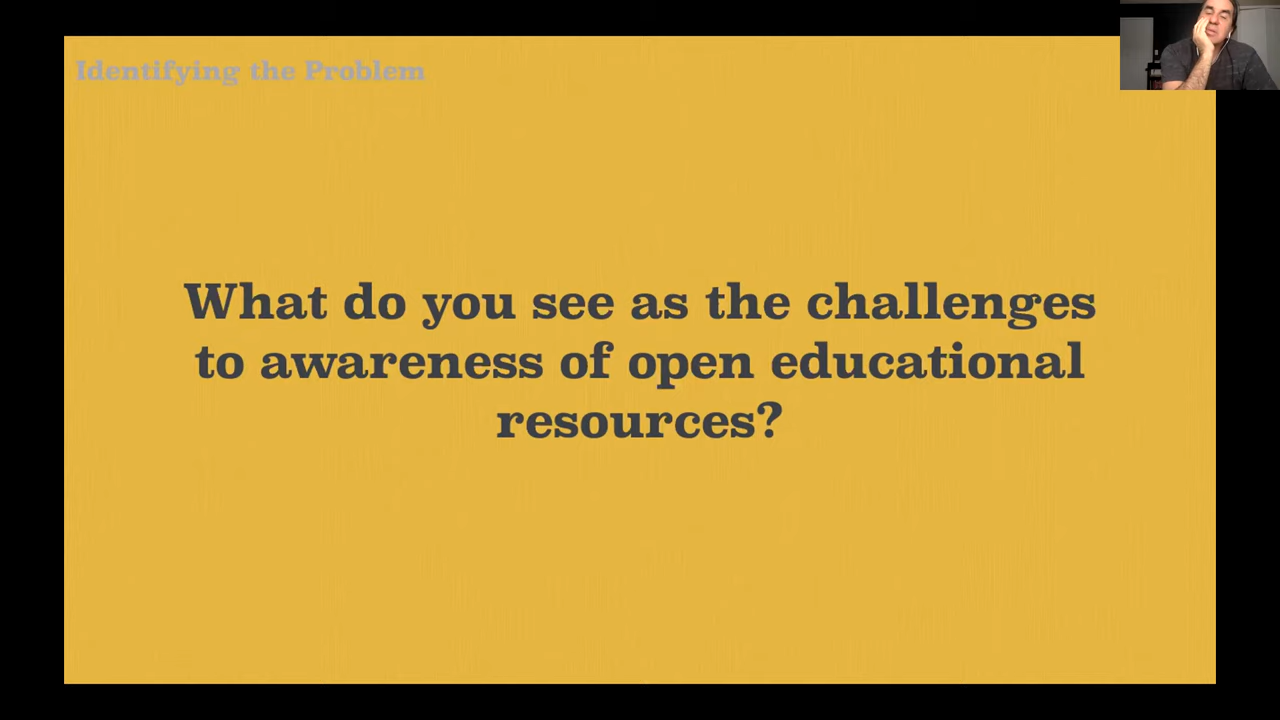 Identifying the Problem
What do you see as the challenges
to awareness of open educational
resources?